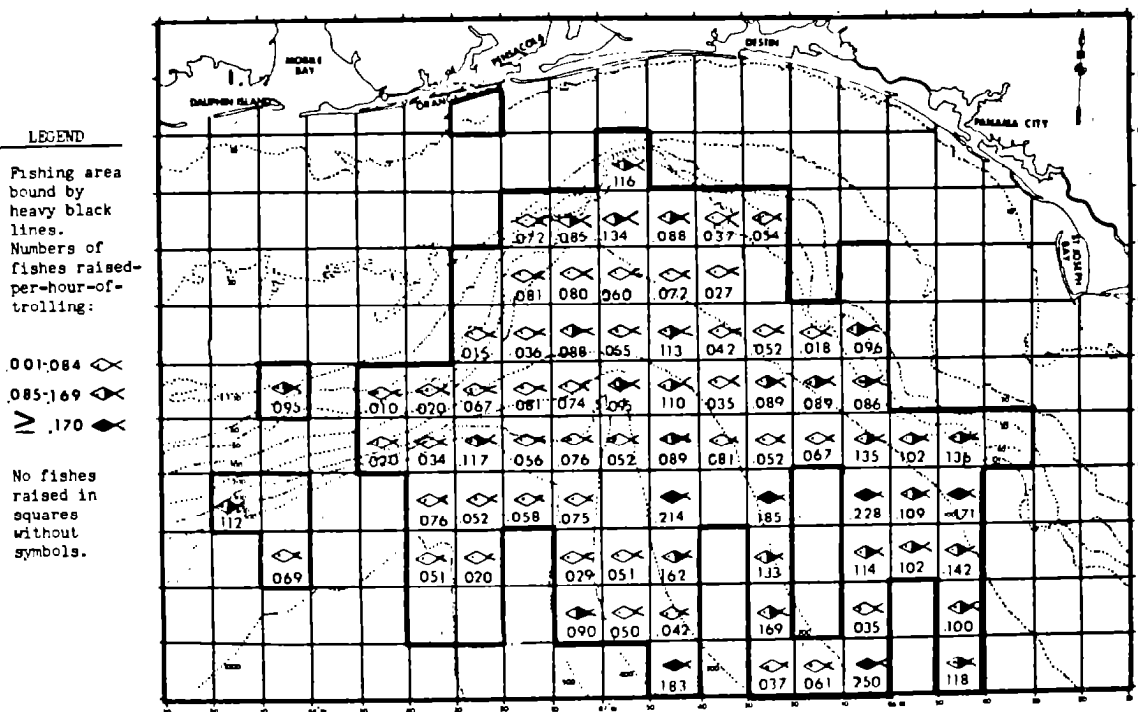 DESTIN
PENSACOLA
MOBILE
BAY
DAUPHIN ISLAND
PANAMA CITY
ST JOSEPH
BAY
LEGEND
Fishing area
bound by
heavy black
lines.
Numbers of
fishes raised-
per-hour-of-
trolling:
001-084
.085-.169
≥ .170
No fishes
raised in
squares
without
symbols.
116
.072 .085 .134 .088 .037 .054
.081 .080 .060 .072 .027
.015 .036 .088 .055 .113 .042 .052 .018 .096
.095 .010 .020 .067 .081 .074 .095 .110 .035 .089 .089 .086
.020 .034 .117 .056 .076 .052 .089 .081 .052 .067 .135 .102 .136
.112 .076 .052 .058 .075 .214 .185 .228 .109 .171
.069 .051 .020 .029 .051 .162 .133 .114 .102 .142
.090 .050 .042 .169 .035 .100
.183 .037 .061 .250 .118